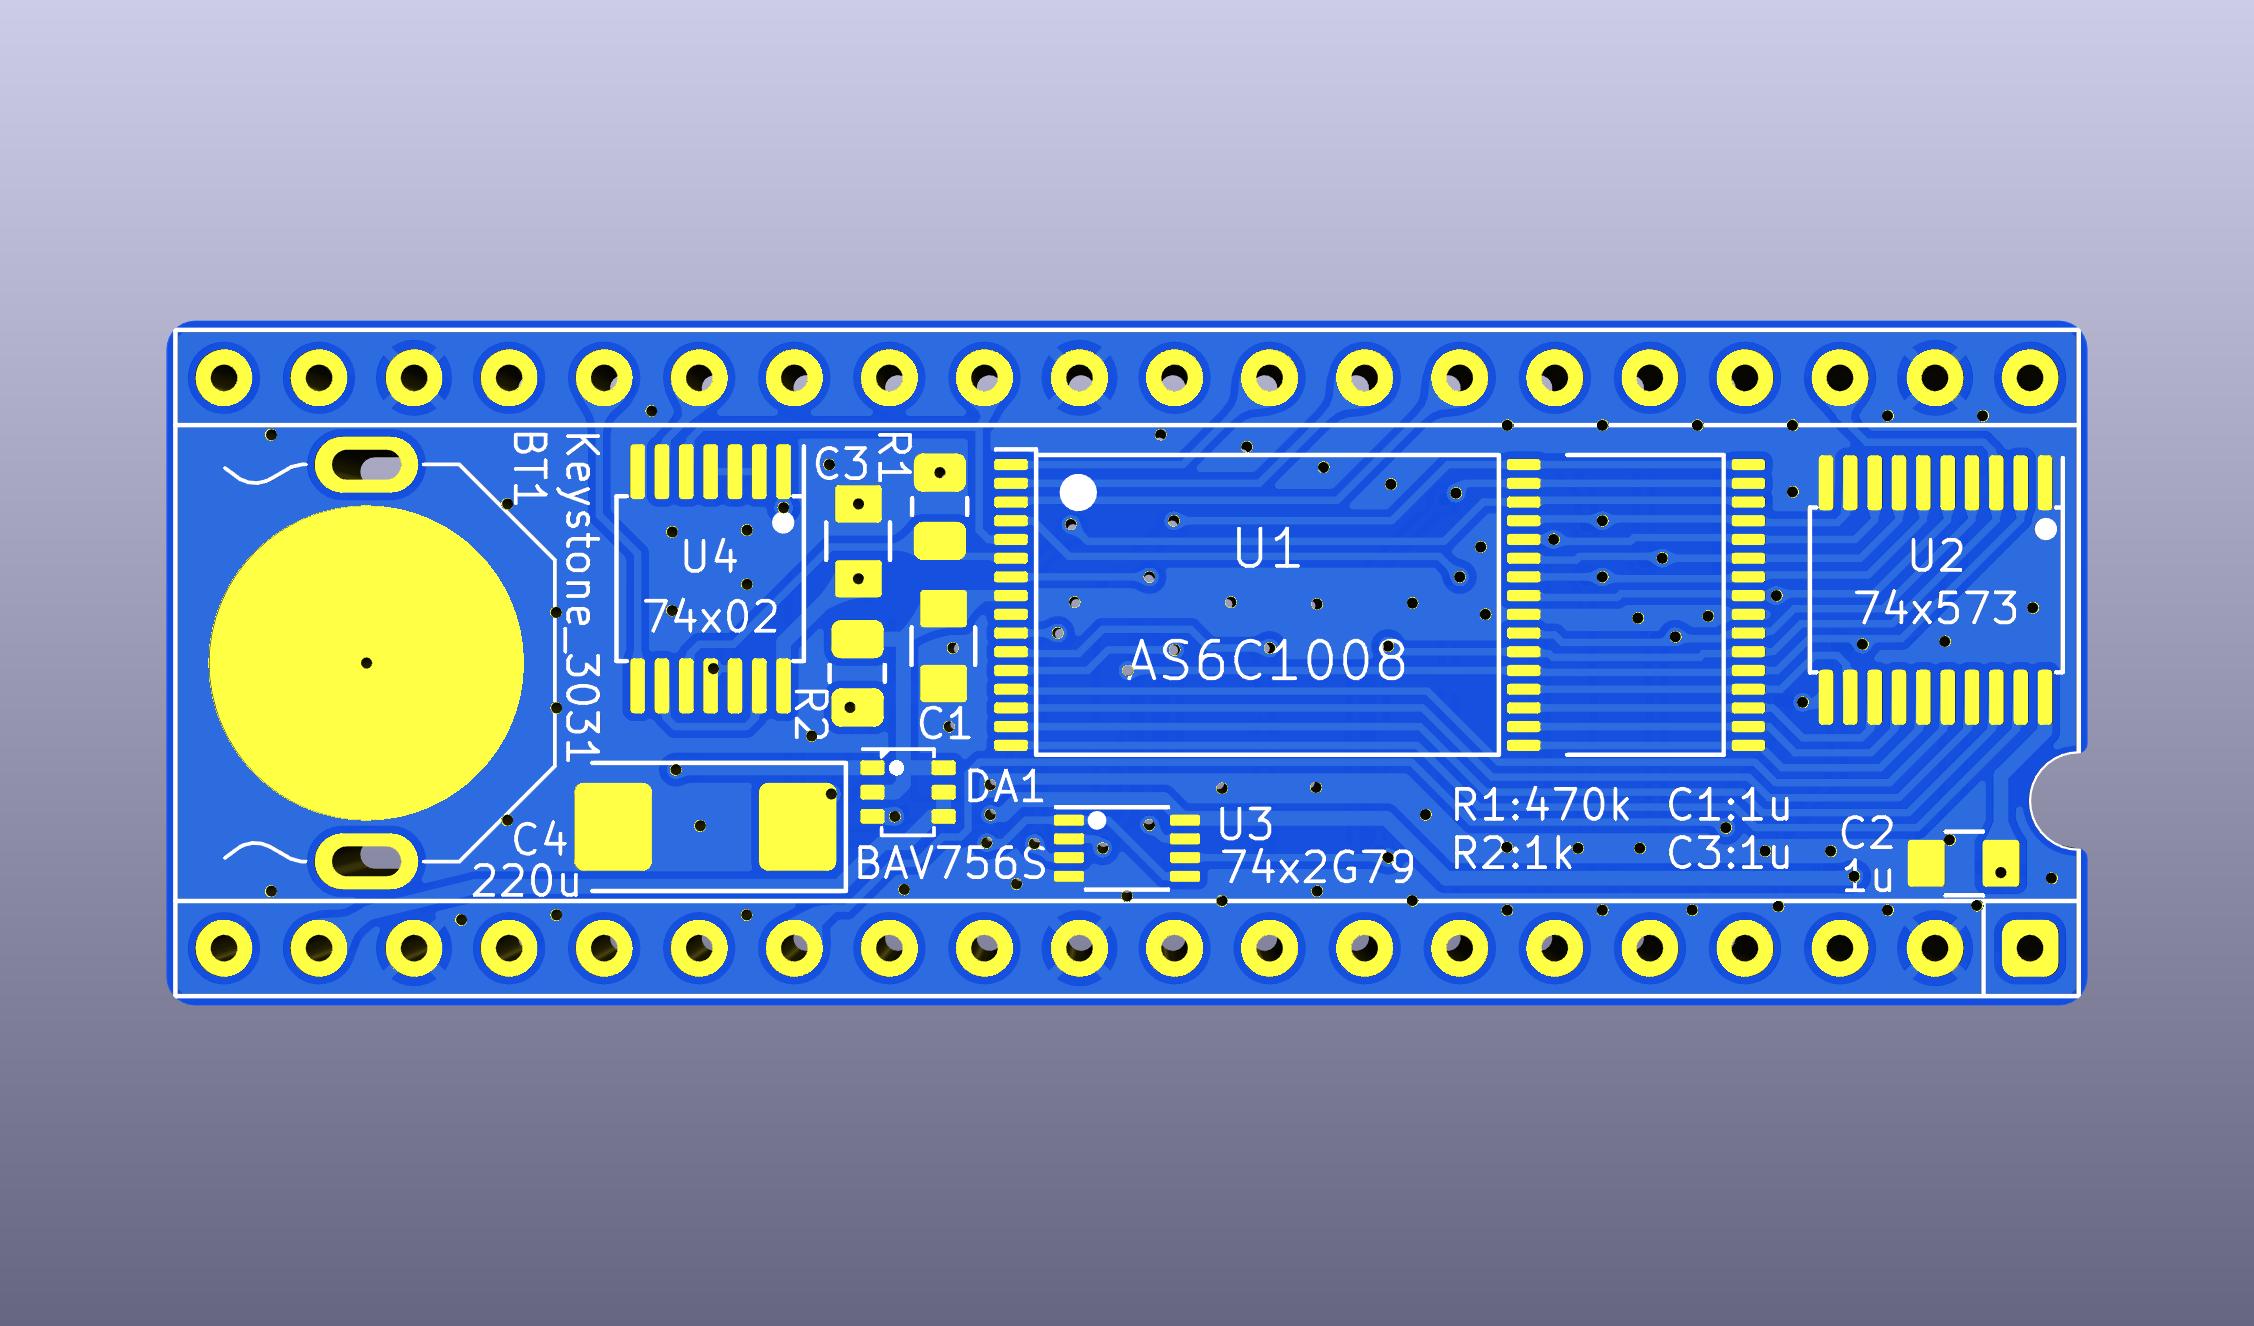 BT1
Keystone_3031
U4
74x02
C3
R1
R2
C1
U1
AS6C1008
U2
74x573
C4
220u
DA1
BAV756S
U3
74x2G79
R1:470k C1:1u
R2:1k C3:1u
C2
1u